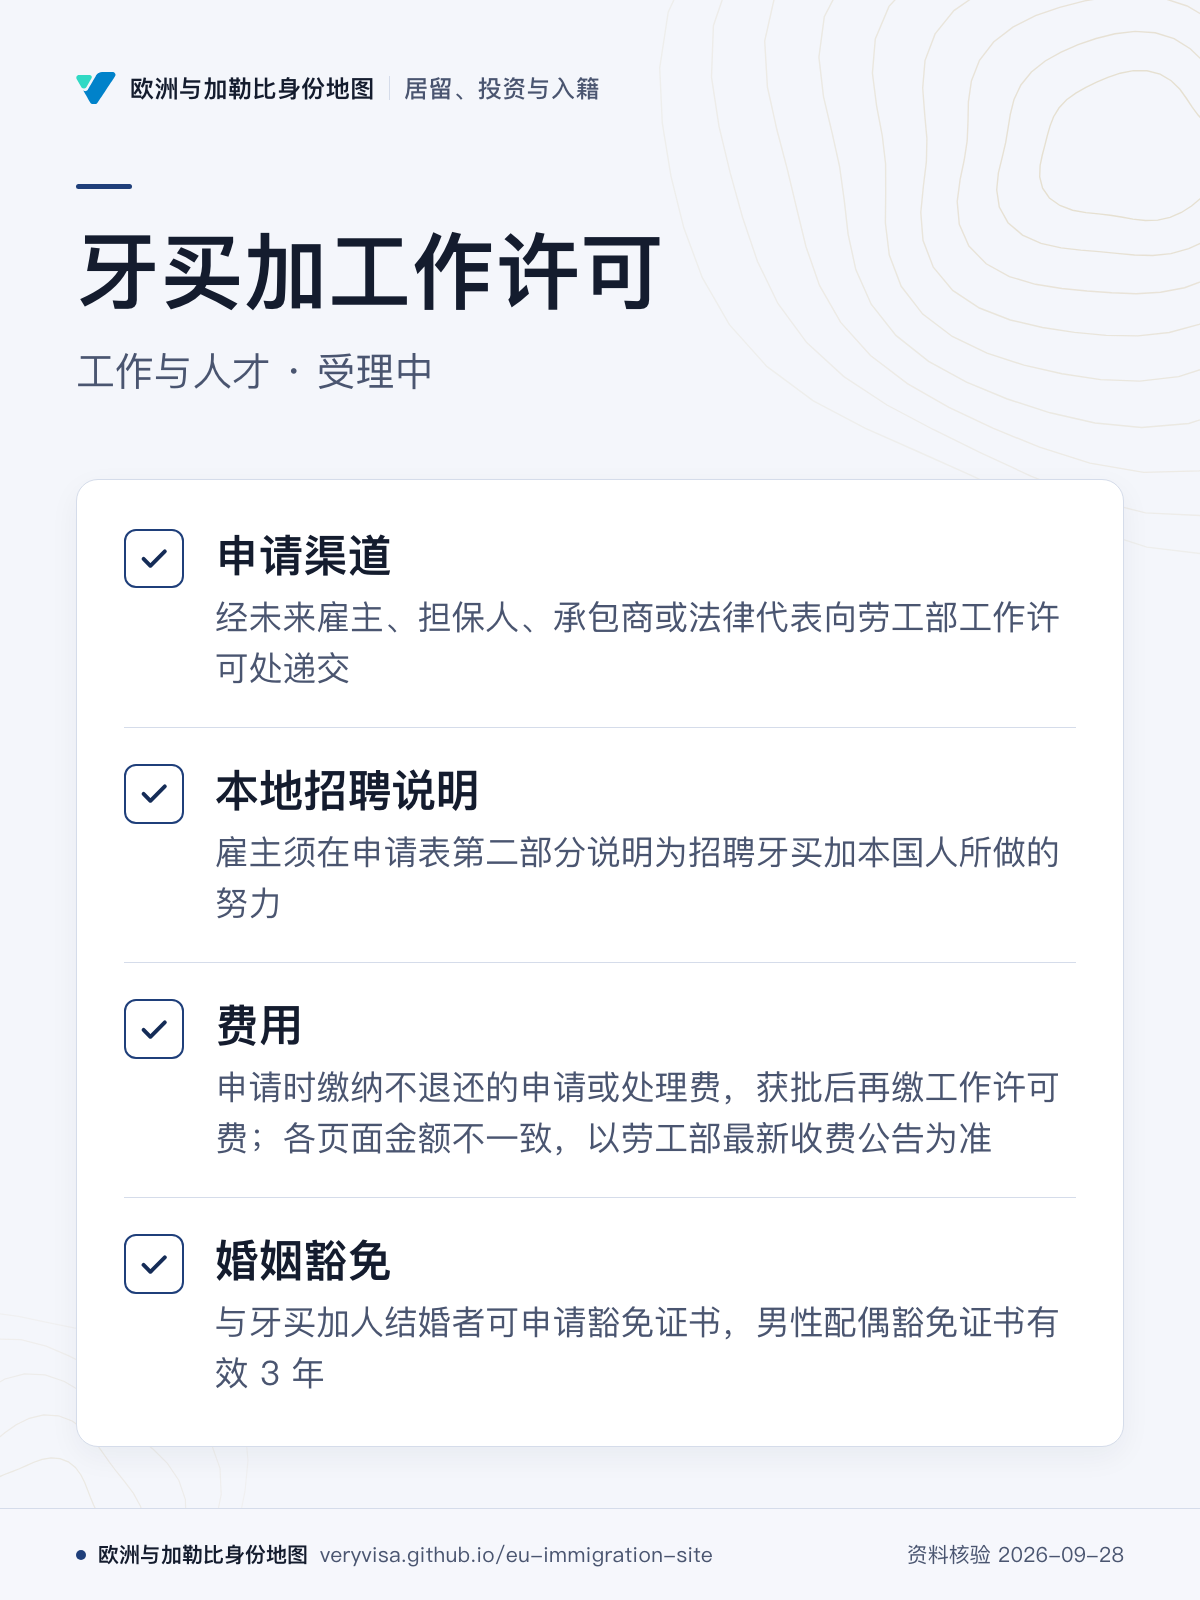 欧洲与加勒比身份地图 居留、投资与入籍
牙买加工作许可
工作与人才 · 受理中
申请渠道
经未来雇主、担保人、承包商或法律代表向劳工部工作许
可处递交
本地招聘说明
雇主须在申请表第二部分说明为招聘牙买加本国人所做的
努力
费用
申请时缴纳不退还的申请或处理费，获批后再缴工作许可
费；各页面金额不一致，以劳工部最新收费公告为准
婚姻豁免
与牙买加人结婚者可申请豁免证书，男性配偶豁免证书有
效 3 年
欧洲与加勒比身份地图 veryvisa.github.io/eu-immigration-site 资料核验 2026-09-28